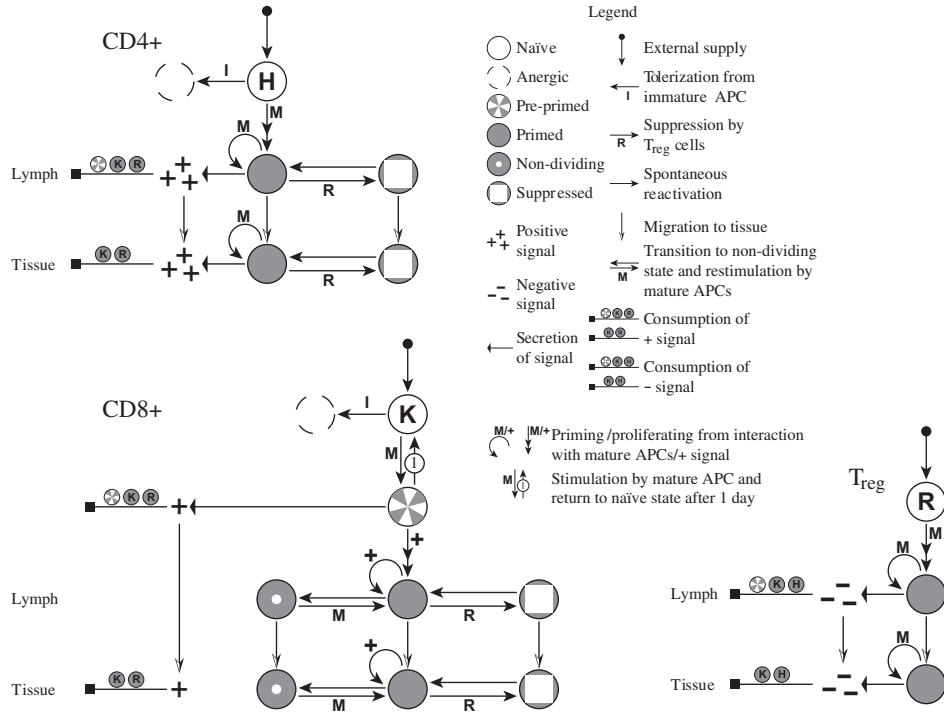 CD4+
H
I
M
M
Lymph
K R
+ + +
R
M
Tissue
K R
+ + +
R
CD8+
K
I
M
1
K R
+
+
+
Lymph
M
R
+
Tissue
K R
+
M
R
Legend
Naïve
External supply
Anergic
Tolerization from
immature APC
I
Pre-primed
Primed
Suppression by
Treg cells
R
Non-dividing
Suppressed
Spontaneous
reactivation
Positive
signal
Migration to tissue
Transition to non-dividing
state and restimulation by
mature APCs
M
Negative
signal
Secretion
of signal
K R
K R
Consumption of
+ signal
K H
K H
Consumption of
− signal
M/+ M/+
Priming/proliferating from interaction
with mature APCs/+ signal
M 1
Stimulation by mature APC and
return to naïve state after 1 day
Treg
R
M
M
Lymph
K H
M
Tissue
K H